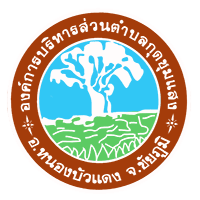 องค์การบริหารส่วนตำบลกุดชุมแสง
อ.หนองบัวแดง จ.ชัยภูมิ